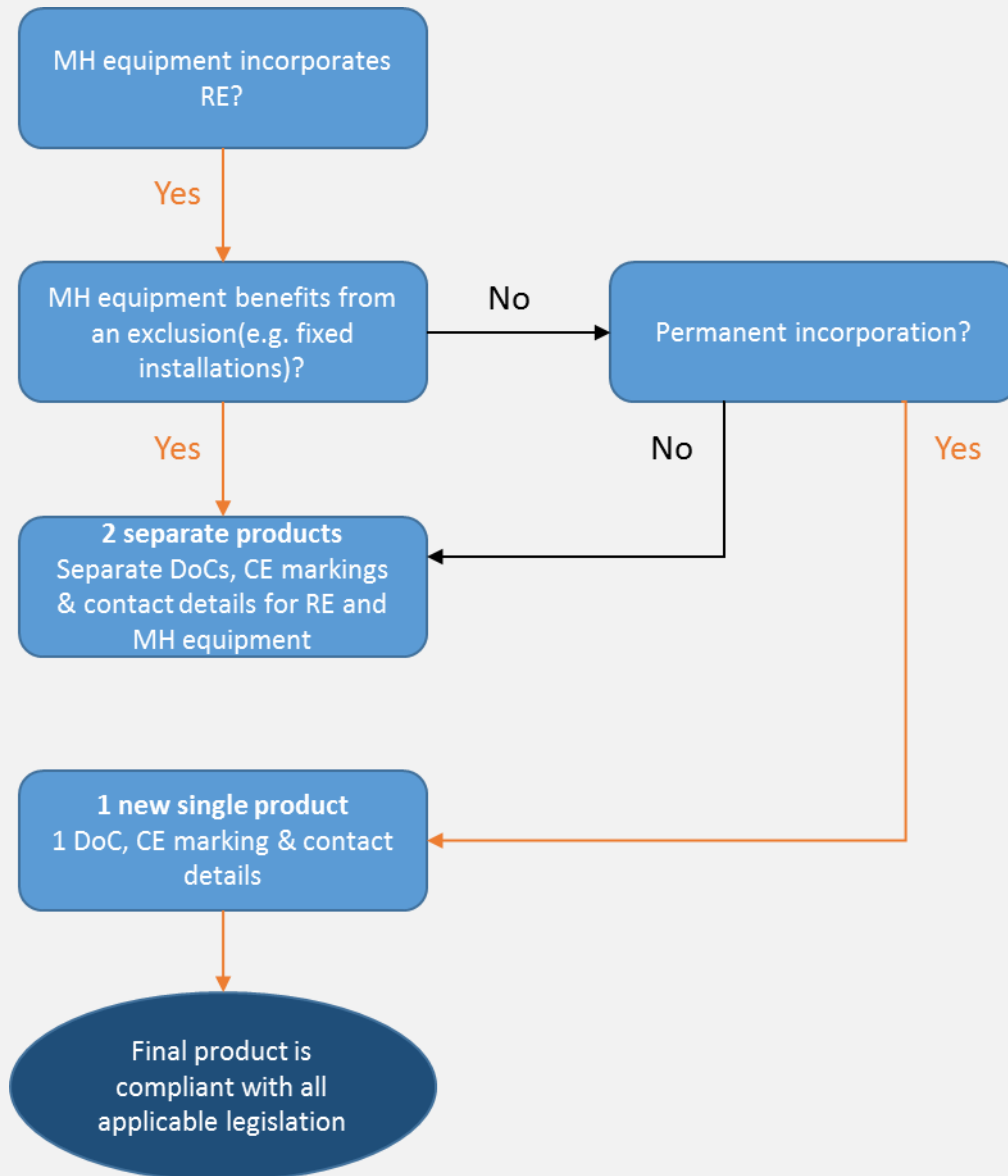 MH equipment incorporates
RE?
Yes
MH equipment benefits from
an exclusion(e.g. fixed
installations)?
No
Permanent incorporation?
Yes
No
Yes
2 separate products
Separate DoCs, CE markings
& contact details for RE and
MH equipment
1 new single product
1 DoC, CE marking & contact
details
Final product is
compliant with all
applicable legislation